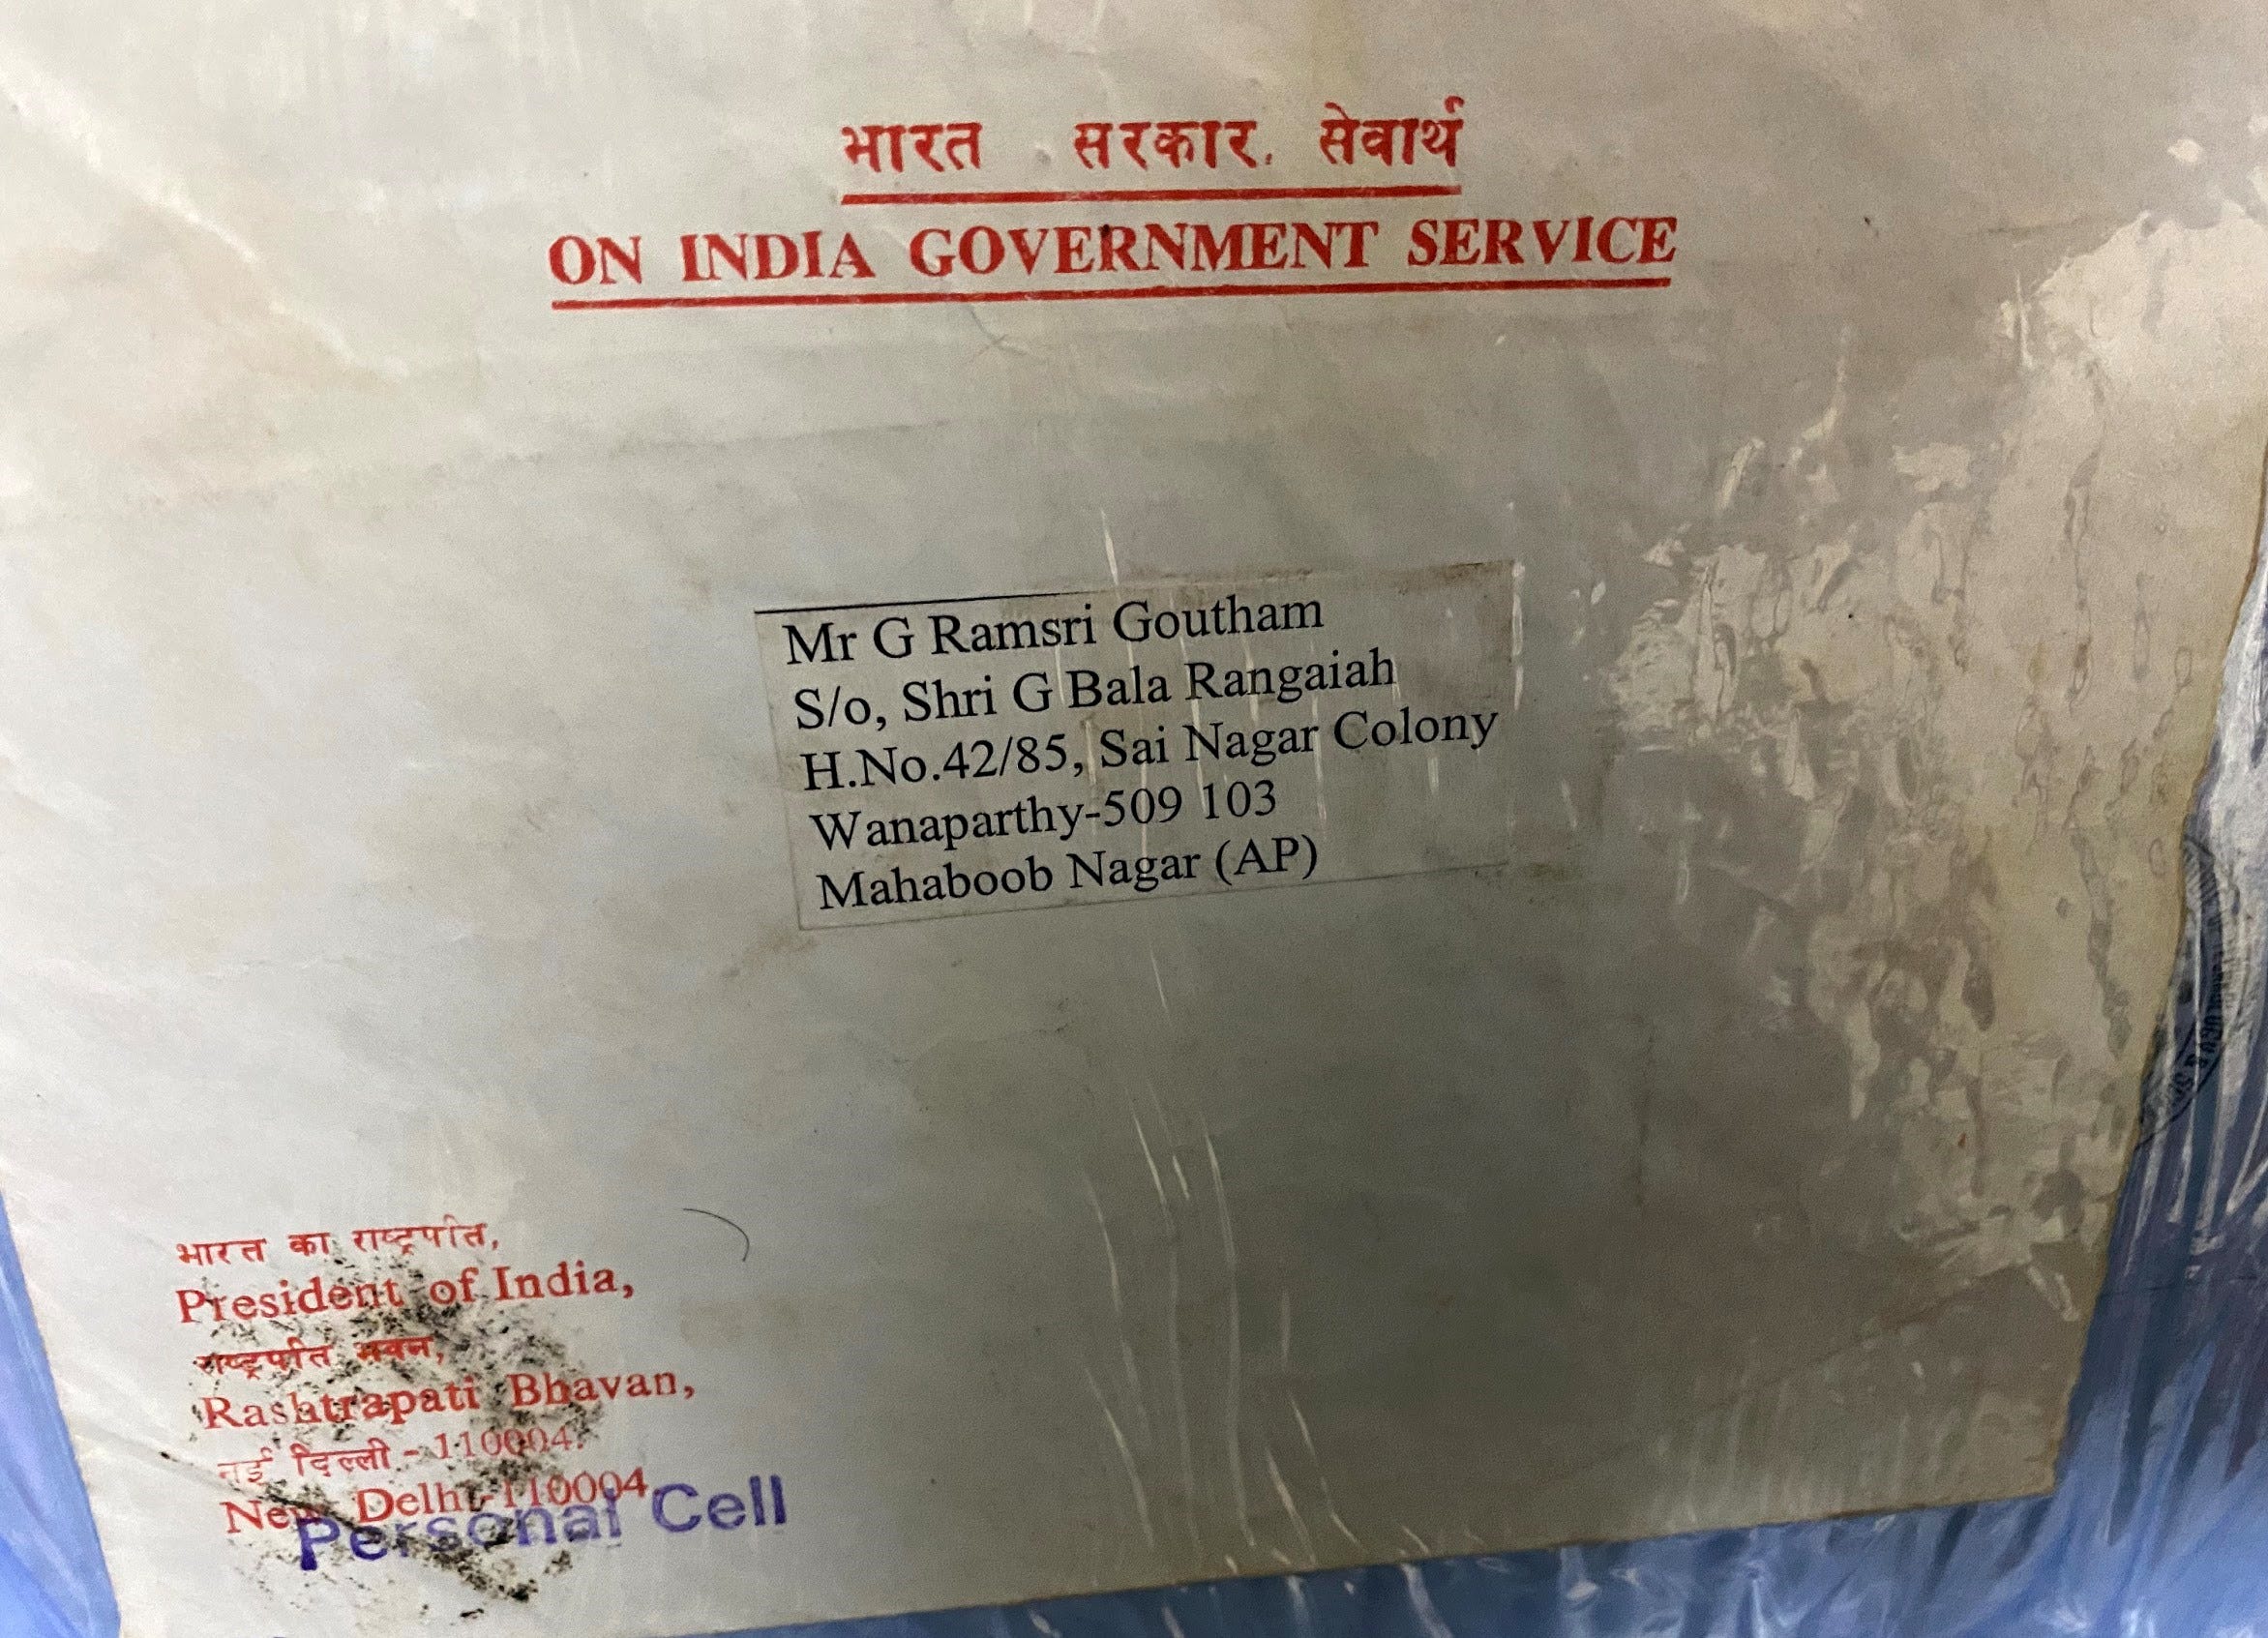 भारत सरकार. सेवार्थ
ON INDIA GOVERNMENT SERVICE
Mr G Ramsri Goutham
S/o, Shri G Bala Rangaiah
H.No.42/85, Sai Nagar Colony
Wanaparthy-509 103
Mahaboob Nagar (AP)
भारत का राष्ट्रपति,
President of India,
राष्ट्रपति भवन,
Rashtrapati Bhavan,
नई दिल्ली - 110004.
New Delhi-110004.
Personal Cell